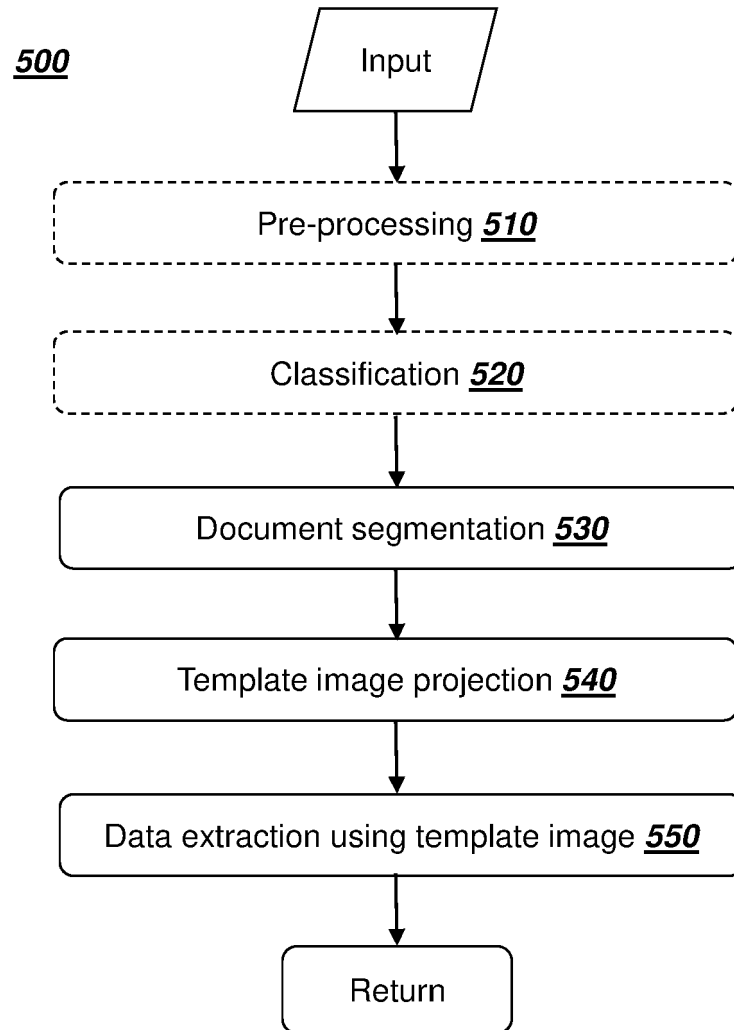 500
Input
Pre-processing 510
Classification 520
Document segmentation 530
Template image projection 540
Data extraction using template image 550
Return